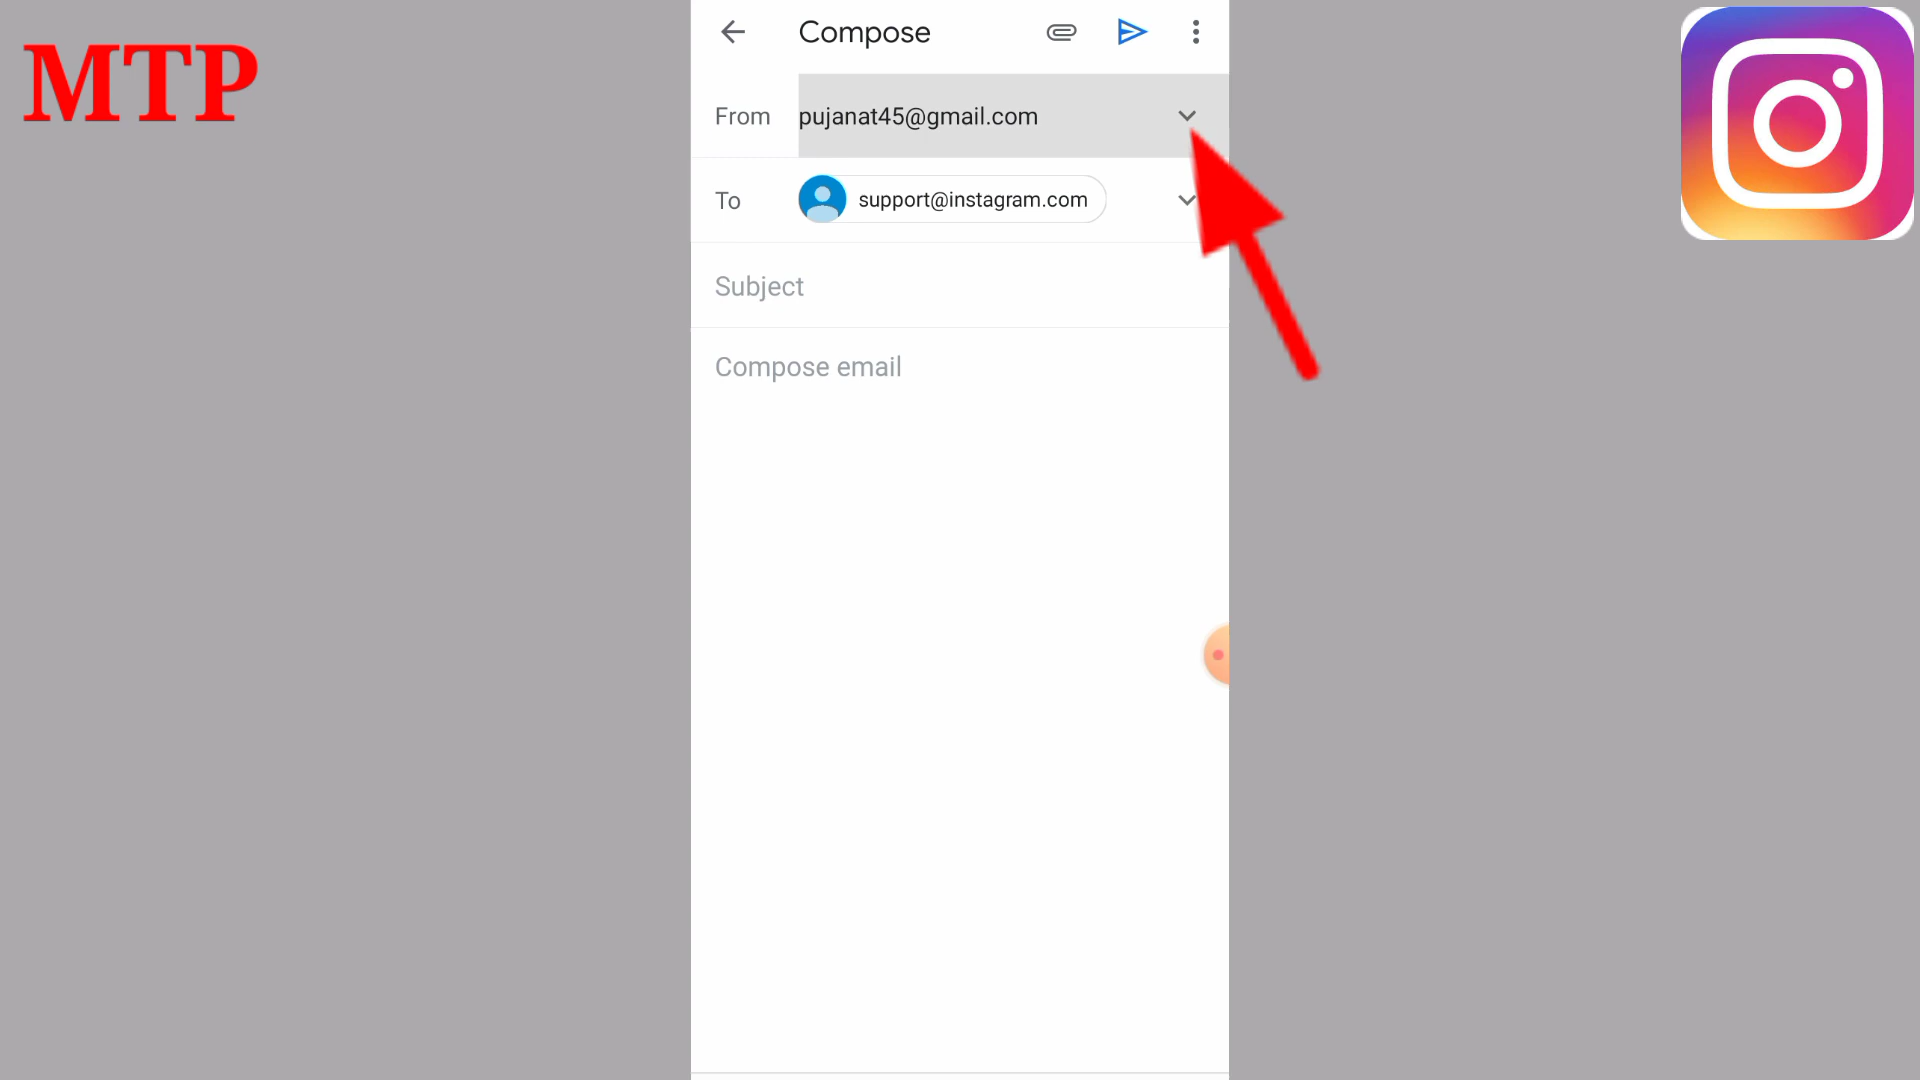 MTP
Compose
From pujanat45@gmail.com
To support@instagram.com
Subject
Compose email